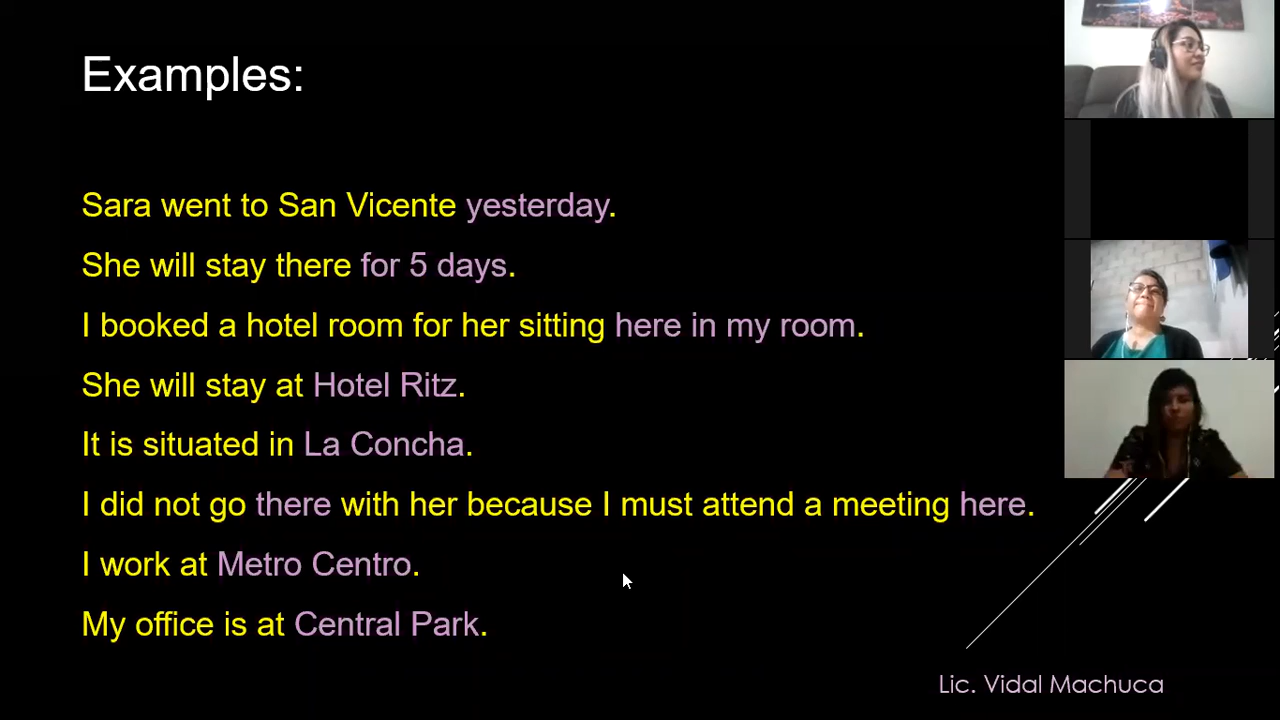 Examples:
Sara went to San Vicente yesterday.
She will stay there for 5 days.
I booked a hotel room for her sitting here in my room.
She will stay at Hotel Ritz.
It is situated in La Concha.
I did not go there with her because I must attend a meeting here.
I work at Metro Centro.
My office is at Central Park.
Lic. Vidal Machuca